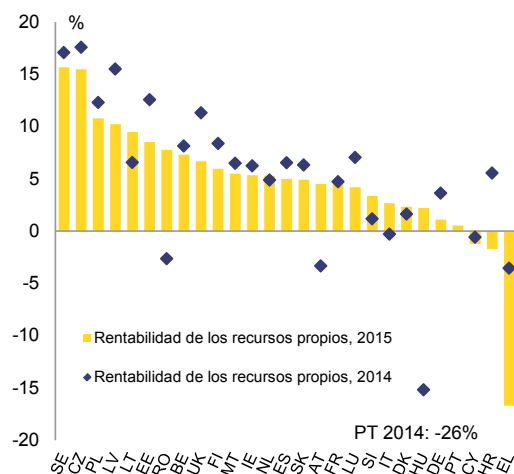 20
%
15
10
5
0
-5
-10
Rentabilidad de los recursos propios, 2015
Rentabilidad de los recursos propios, 2014
-15
PT 2014: -26%
-20
SE CZ PL LV LT EE RO BE UK FI MT IE NL ES SK AT FR LU SI IT DK HU DE PT CY HR EL